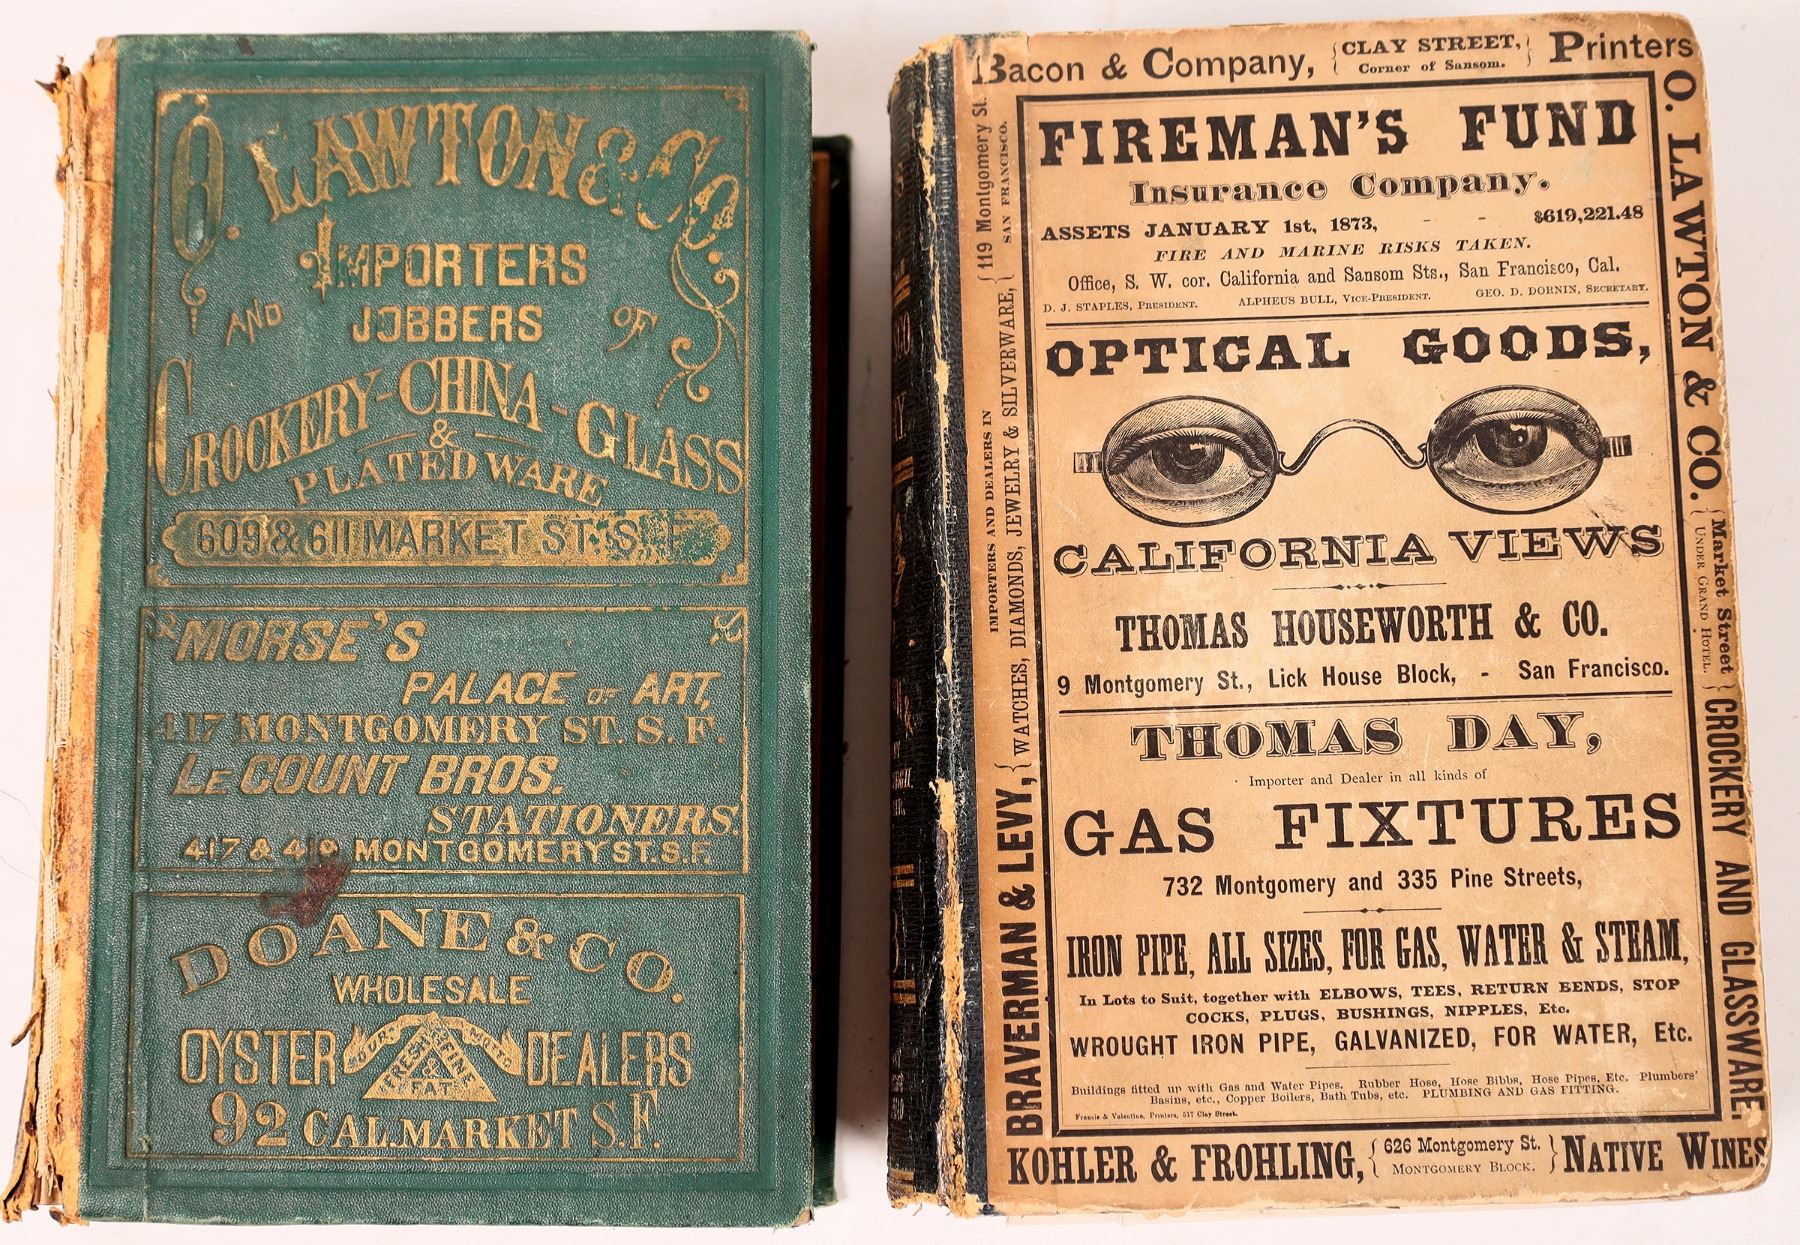 O. LAWTON & CO.
IMPORTERS
AND JOBBERS OF
CROCKERY-CHINA-GLASS
&
PLATED WARE
609 & 611 MARKET ST. S. F.
MORSE'S
PALACE OF ART,
417 MONTGOMERY ST. S. F.
LE COUNT BROS.
STATIONERS.
417 & 419 MONTGOMERY ST. S. F.
DOANE & CO.
WHOLESALE
OYSTER DEALERS
OUR MOTTO
FRESH FINE
&
FAT
92 CAL. MARKET S. F.
Bacon & Company, { CLAY STREET, Corner of Sansom. } Printers
O. LAWTON & CO. { Market Street Under Grand Hotel. } CROCKERY AND GLASSWARE.
BRAVERMAN & LEVY, { IMPORTERS AND DEALERS IN WATCHES, DIAMONDS, JEWELRY & SILVERWARE, } 119 Montgomery St. SAN FRANCISCO.
FIREMAN'S FUND
Insurance Company.
ASSETS JANUARY 1st, 1873, - - $619,221.48
FIRE AND MARINE RISKS TAKEN.
Office, S. W. cor. California and Sansom Sts., San Francisco, Cal.
D. J. STAPLES, PRESIDENT. ALPHEUS BULL, VICE-PRESIDENT. GEO. D. DORNIN, SECRETARY.
OPTICAL GOODS,
CALIFORNIA VIEWS
THOMAS HOUSEWORTH & CO.
9 Montgomery St., Lick House Block, - San Francisco.
THOMAS DAY,
Importer and Dealer in all kinds of
GAS FIXTURES
732 Montgomery and 335 Pine Streets,
IRON PIPE, ALL SIZES, FOR GAS, WATER & STEAM,
In Lots to Suit, together with ELBOWS, TEES, RETURN BENDS, STOP
COCKS, PLUGS, BUSHINGS, NIPPLES, Etc.
WROUGHT IRON PIPE, GALVANIZED, FOR WATER, Etc.
Buildings fitted up with Gas and Water Pipes. Rubber Hose, Hose Bibbs, Hose Pipes, Etc. Plumbers'
Basins, etc., Copper Boilers, Bath Tubs, etc. PLUMBING AND GAS FITTING.
Francis & Valentine, Printers, 517 Clay Street.
KOHLER & FROHLING, { 626 Montgomery St. MONTGOMERY BLOCK. } NATIVE WINES